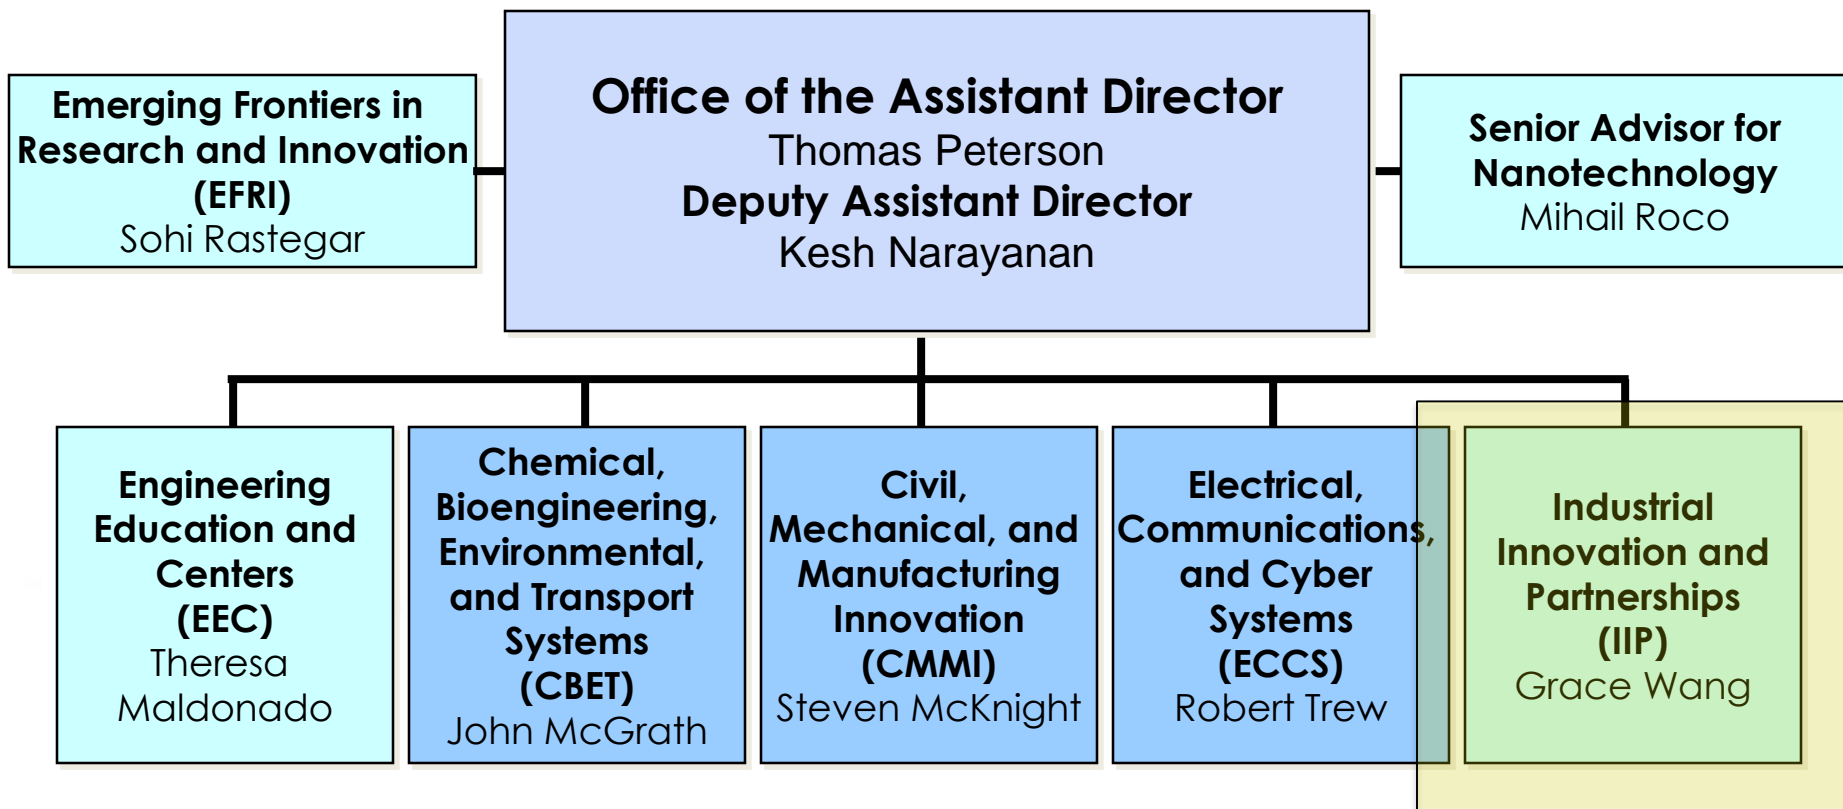 Emerging Frontiers in
Research and Innovation
(EFRI)
Sohi Rastegar
Office of the Assistant Director
Thomas Peterson
Deputy Assistant Director
Kesh Narayanan
Senior Advisor for
Nanotechnology
Mihail Roco
Engineering
Education and
Centers
(EEC)
Theresa
Maldonado
Chemical,
Bioengineering,
Environmental,
and Transport
Systems
(CBET)
John McGrath
Civil,
Mechanical, and
Manufacturing
Innovation
(CMMI)
Steven McKnight
Electrical,
Communications,
and Cyber
Systems
(ECCS)
Robert Trew
Industrial
Innovation and
Partnerships
(IIP)
Grace Wang